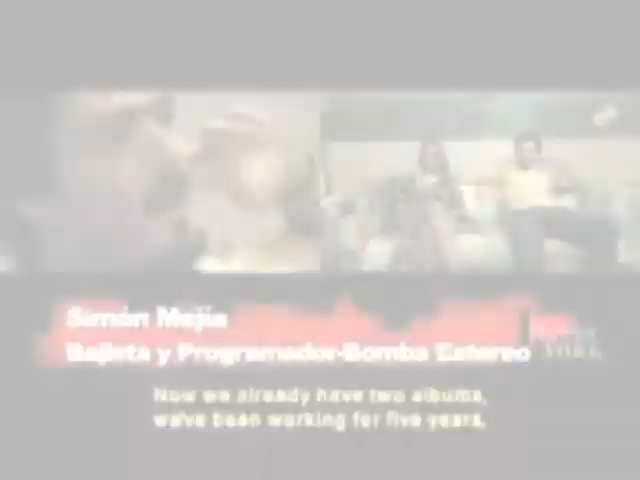 Simón Mejía
Bajista y Programador-Bomba Estereo
Now we already have two albums,
we've been working for five years,